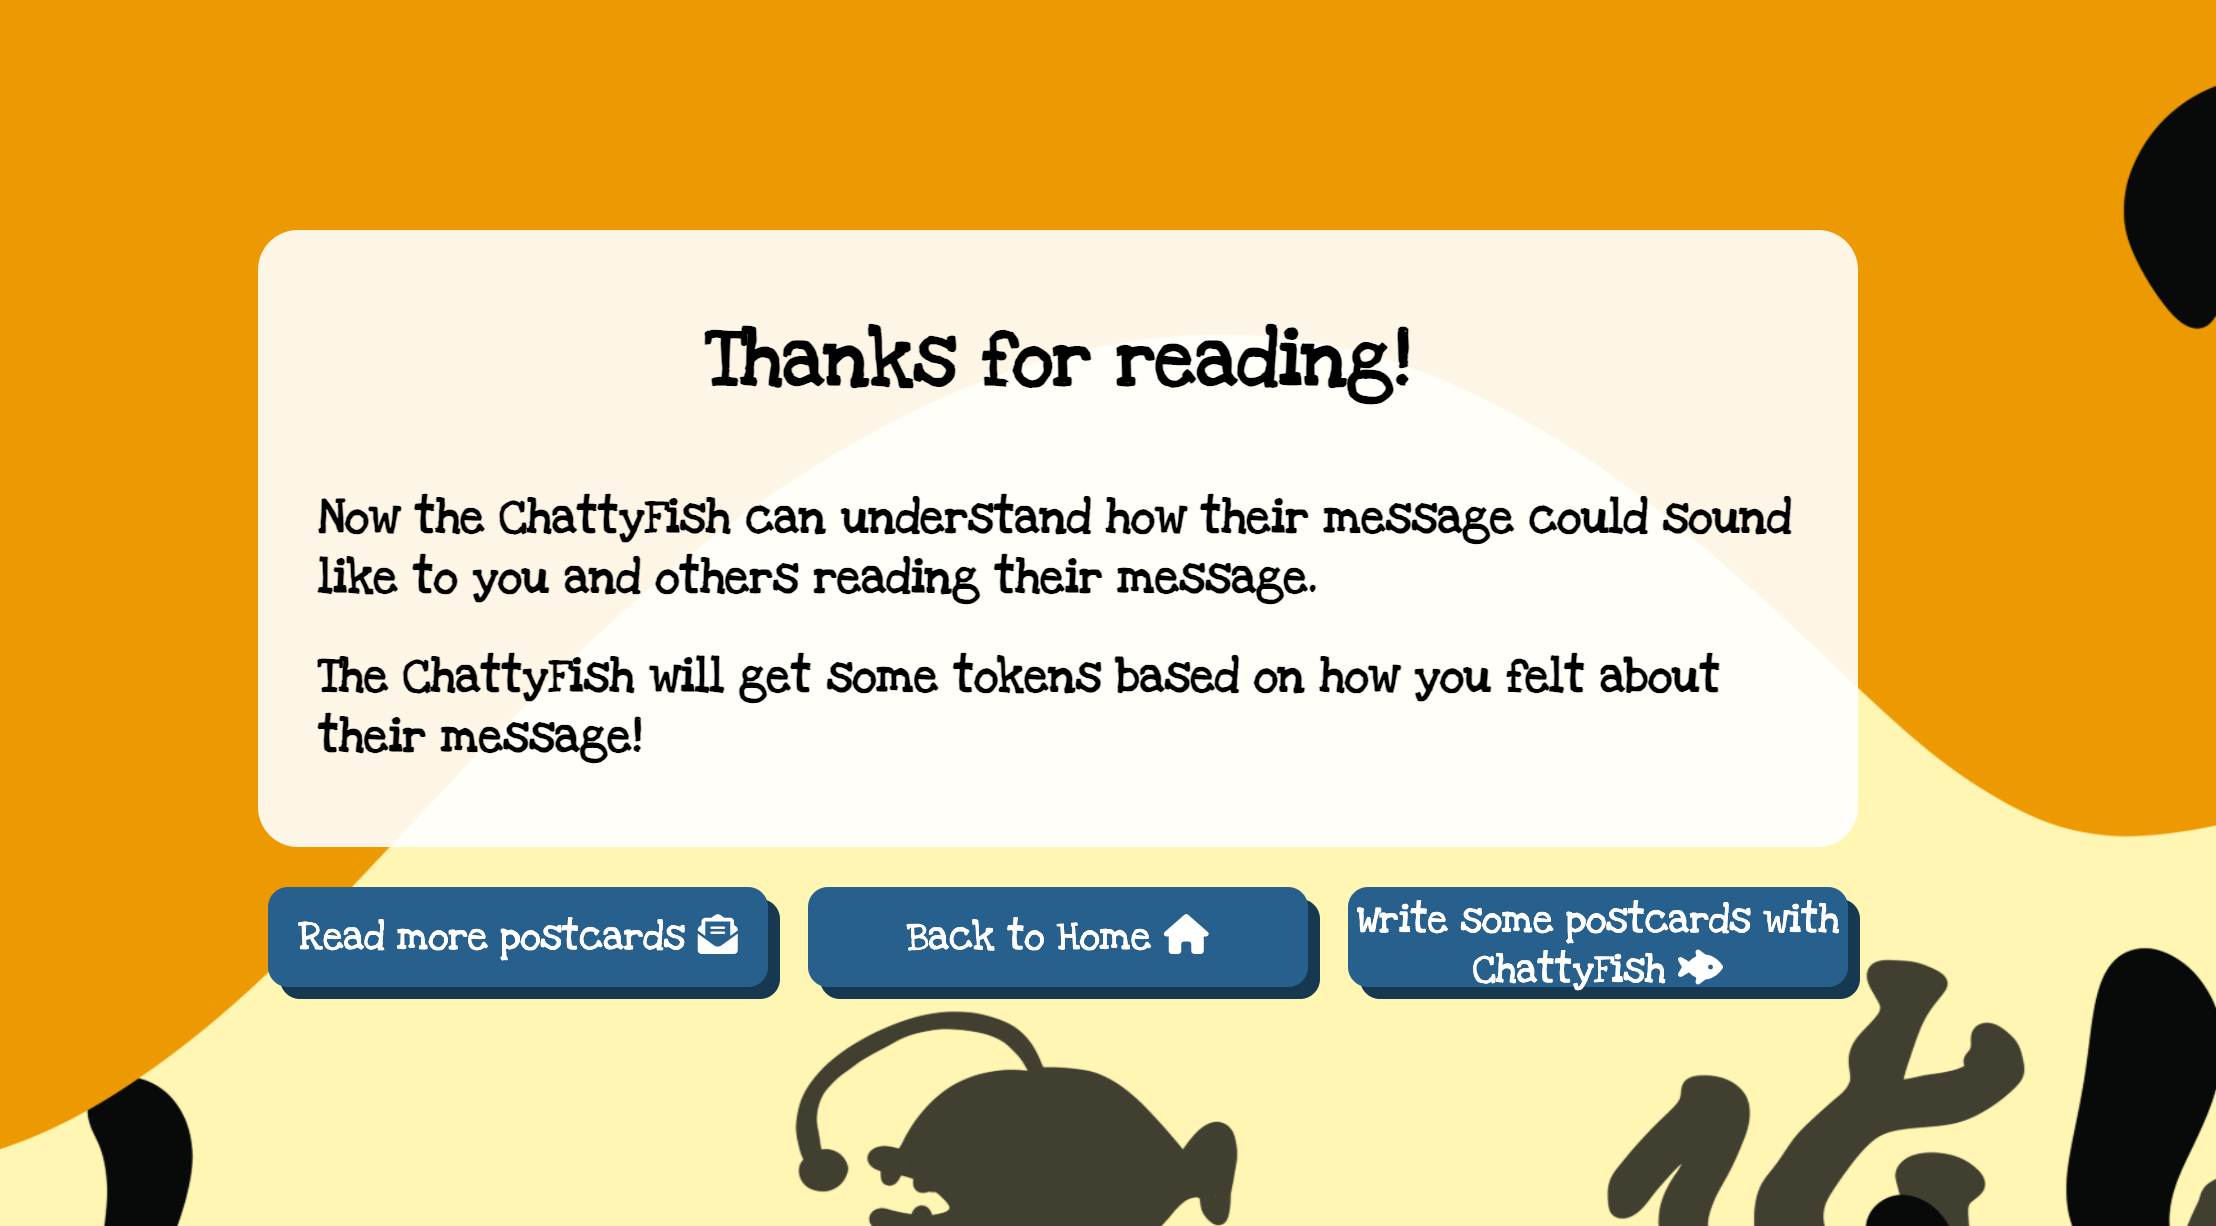 Thanks for reading!
Now the ChattyFish can understand how their message could sound
like to you and others reading their message.
The ChattyFish will get some tokens based on how you felt about
their message!
Read more postcards
Back to Home
Write some postcards with
ChattyFish